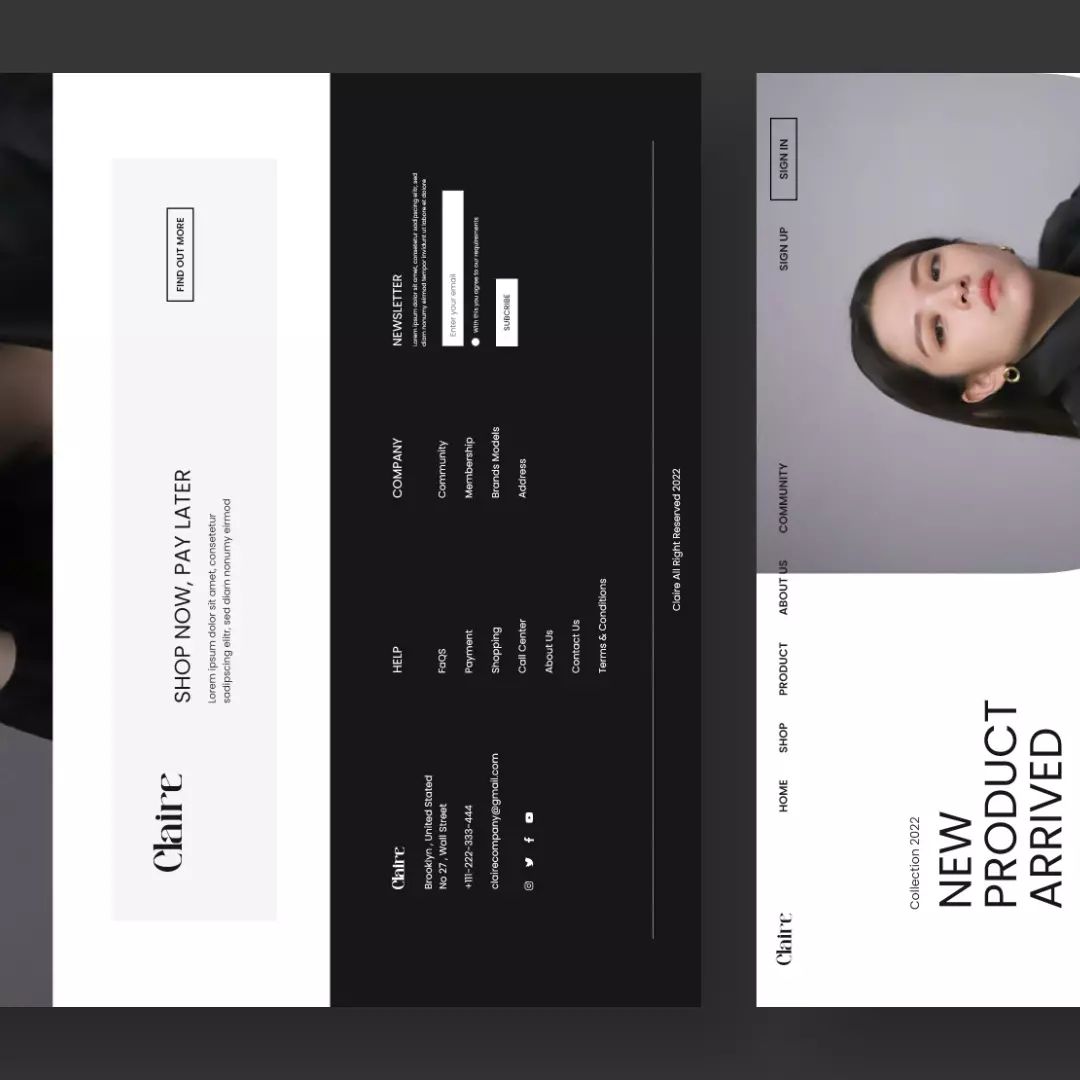 Claire
SHOP NOW, PAY LATER
Lorem ipsum dolor sit amet, consetetur
sadipscing elitr, sed diam nonumy eirmod
FIND OUT MORE
Claire
Brooklyn , United Stated
No 27 , Wall Street
+111-222-333-444
clairecompany@gmail.com
HELP
FaQS
Payment
Shopping
Call Center
About Us
Contact Us
Terms & Conditions
COMPANY
Community
Membership
Brands Models
Address
NEWSLETTER
Lorem ipsum dolor sit amet, consetetur sadipscing elitr, sed
diam nonumy eirmod tempor invidunt ut labore et dolore
Enter your email
With this you agree to our requirements
SUBCRIBE
Claire All Right Reserved 2022
Claire
HOME
SHOP
PRODUCT
ABOUT US
COMMUNITY
SIGN UP
SIGN IN
Collection 2022
NEW
PRODUCT
ARRIVED